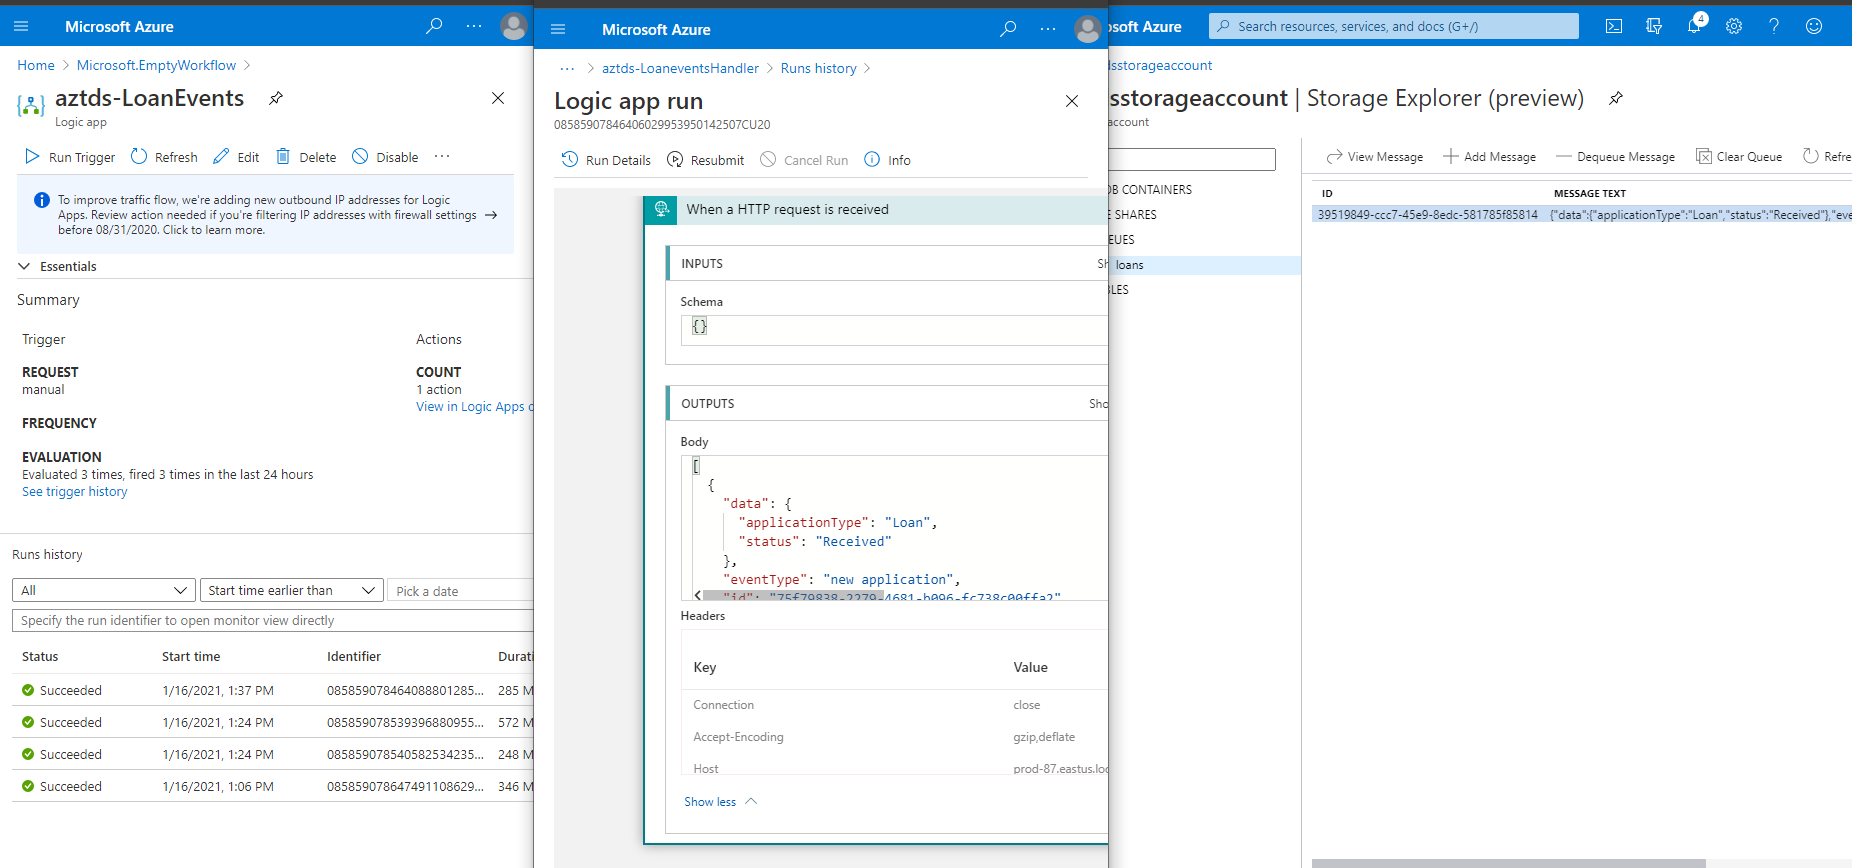 Microsoft Azure
Home > Microsoft.EmptyWorkflow >
aztds-LoanEvents
Logic app
Run Trigger Refresh Edit Delete Disable ...
To improve traffic flow, we're adding new outbound IP addresses for Logic
Apps. Review action needed if you're filtering IP addresses with firewall settings
before 08/31/2020. Click to learn more.
Essentials
Summary
Trigger
Actions
REQUEST
manual
COUNT
1 action
View in Logic Apps
FREQUENCY
EVALUATION
Evaluated 3 times, fired 3 times in the last 24 hours
See trigger history
Runs history
All
Start time earlier than
Pick a date
Specify the run identifier to open monitor view directly
Status Start time Identifier Durati
Succeeded 1/16/2021, 1:37 PM 085859078464088801285... 285 M
Succeeded 1/16/2021, 1:24 PM 085859078539396880955... 572 M
Succeeded 1/16/2021, 1:24 PM 085859078540582534235... 248 M
Succeeded 1/16/2021, 1:06 PM 085859078647491108629... 346 M
Microsoft Azure
... > aztds-LoaneventsHandler > Runs history >
Logic app run
08585907846406029953950142507CU20
Run Details Resubmit Cancel Run Info
When a HTTP request is received
INPUTS
Sh
Schema
{}
OUTPUTS
Sho
Body
[
{
"data": {
"applicationType": "Loan",
"status": "Received"
},
"eventType": "new application",
"id": "75f79838-2279-4681-b096-fc738c00ffa2"
Headers
Key Value
Connection close
Accept-Encoding gzip,deflate
Host prod-87.eastus.log
Show less
osoft Azure
Search resources, services, and docs (G+/)
4
dsstorageaccount
sstorageaccount | Storage Explorer (preview)
account
View Message Add Message Dequeue Message Clear Queue Refre
OB CONTAINERS
E SHARES
EUES
loans
BLES
ID MESSAGE TEXT
39519849-ccc7-45e9-8edc-581785f85814 {"data":{"applicationType":"Loan","status":"Received"},"eve